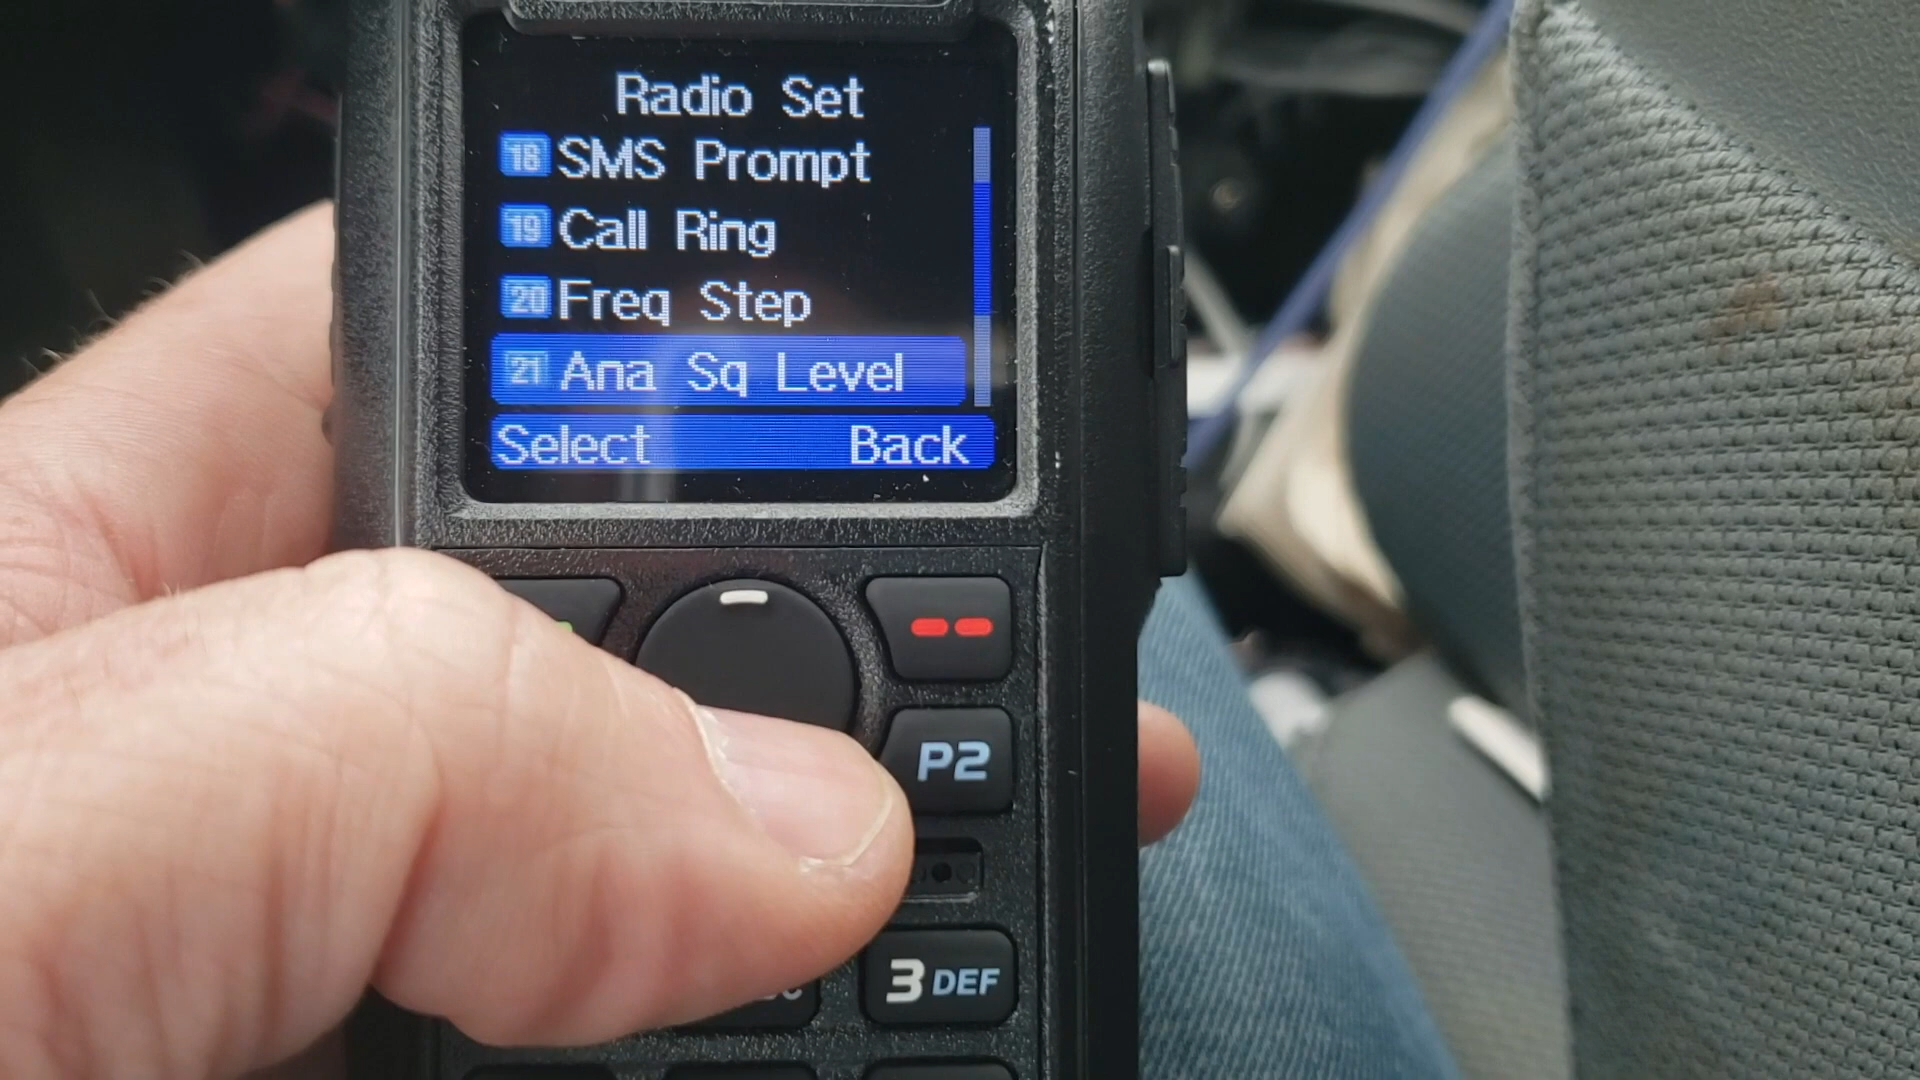 Radio Set
18 SMS Prompt
19 Call Ring
20 Freq Step
21 Ana Sq Level
Select Back
P2
3 DEF